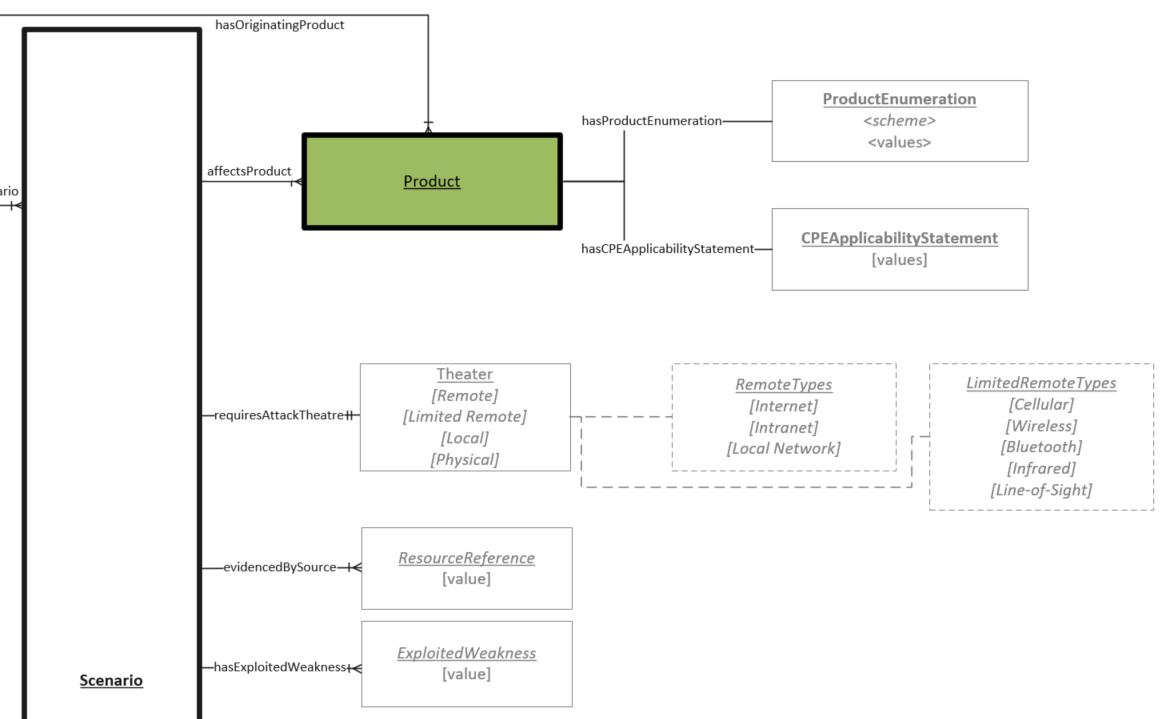 hasOriginatingProduct
ProductEnumeration
<scheme>
<values>
hasProductEnumeration
affectsProduct
Product
ario
CPEApplicabilityStatement
[values]
hasCPEApplicabilityStatement
Theater
[Remote]
[Limited Remote]
[Local]
[Physical]
requiresAttackTheatre
RemoteTypes
[Internet]
[Intranet]
[Local Network]
LimitedRemoteTypes
[Cellular]
[Wireless]
[Bluetooth]
[Infrared]
[Line-of-Sight]
evidencedBySource
ResourceReference
[value]
hasExploitedWeakness
ExploitedWeakness
[value]
Scenario